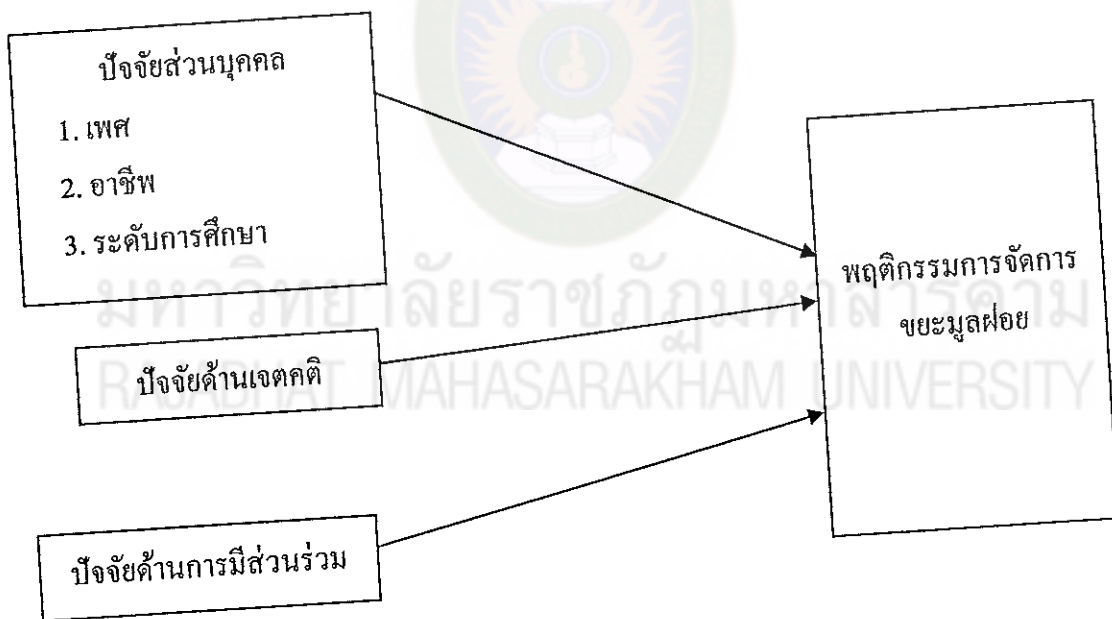 ปัจจัยส่วนบุคคล
1. เพศ
2. อาชีพ
3. ระดับการศึกษา
ปัจจัยด้านเจตคติ
ปัจจัยด้านการมีส่วนร่วม
พฤติกรรมการจัดการ
ขยะมูลฝอย
มหาวิทยาลัยราชภัฏมหาสารคาม
RAJABHAT MAHASARAKHAM UNIVERSITY